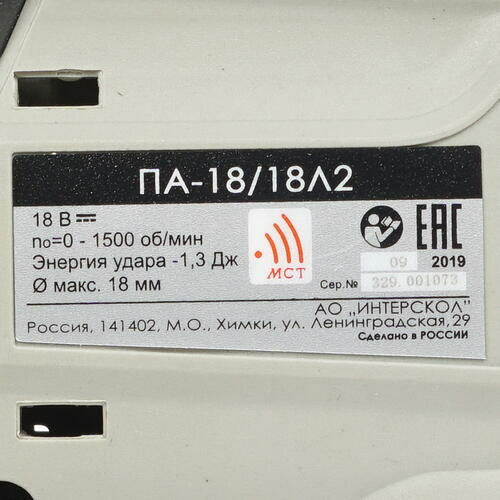 ПА-18/18Л2
18 В ⎓
n₀=0 - 1500 об/мин
Энергия удара -1,3 Дж
Ø макс. 18 мм
МСТ
EAC
09 2019
Сер.№ 329.001073
АО „ИНТЕРСКОЛ"
Россия, 141402, М.О., Химки, ул. Ленинградская, 29
Сделано в РОССИИ